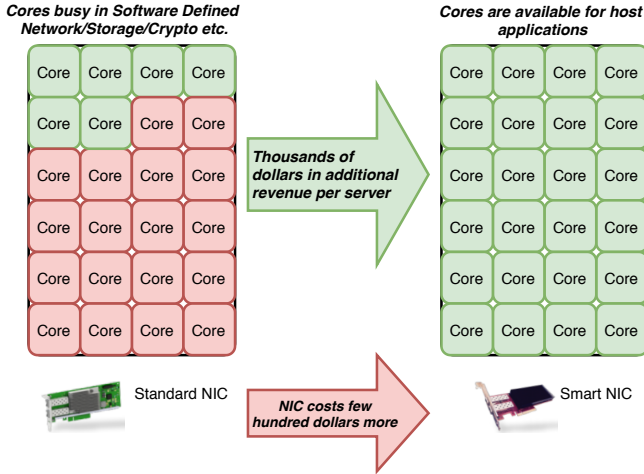 Cores busy in Software Defined
Network/Storage/Crypto etc.
Cores are available for host
applications
Core Core Core Core
Core Core Core Core
Core Core Core Core
Core Core Core Core
Core Core Core Core
Core Core Core Core
Thousands of
dollars in additional
revenue per server
Core Core Core Core
Core Core Core Core
Core Core Core Core
Core Core Core Core
Core Core Core Core
Core Core Core Core
Standard NIC
NIC costs few
hundred dollars more
Smart NIC